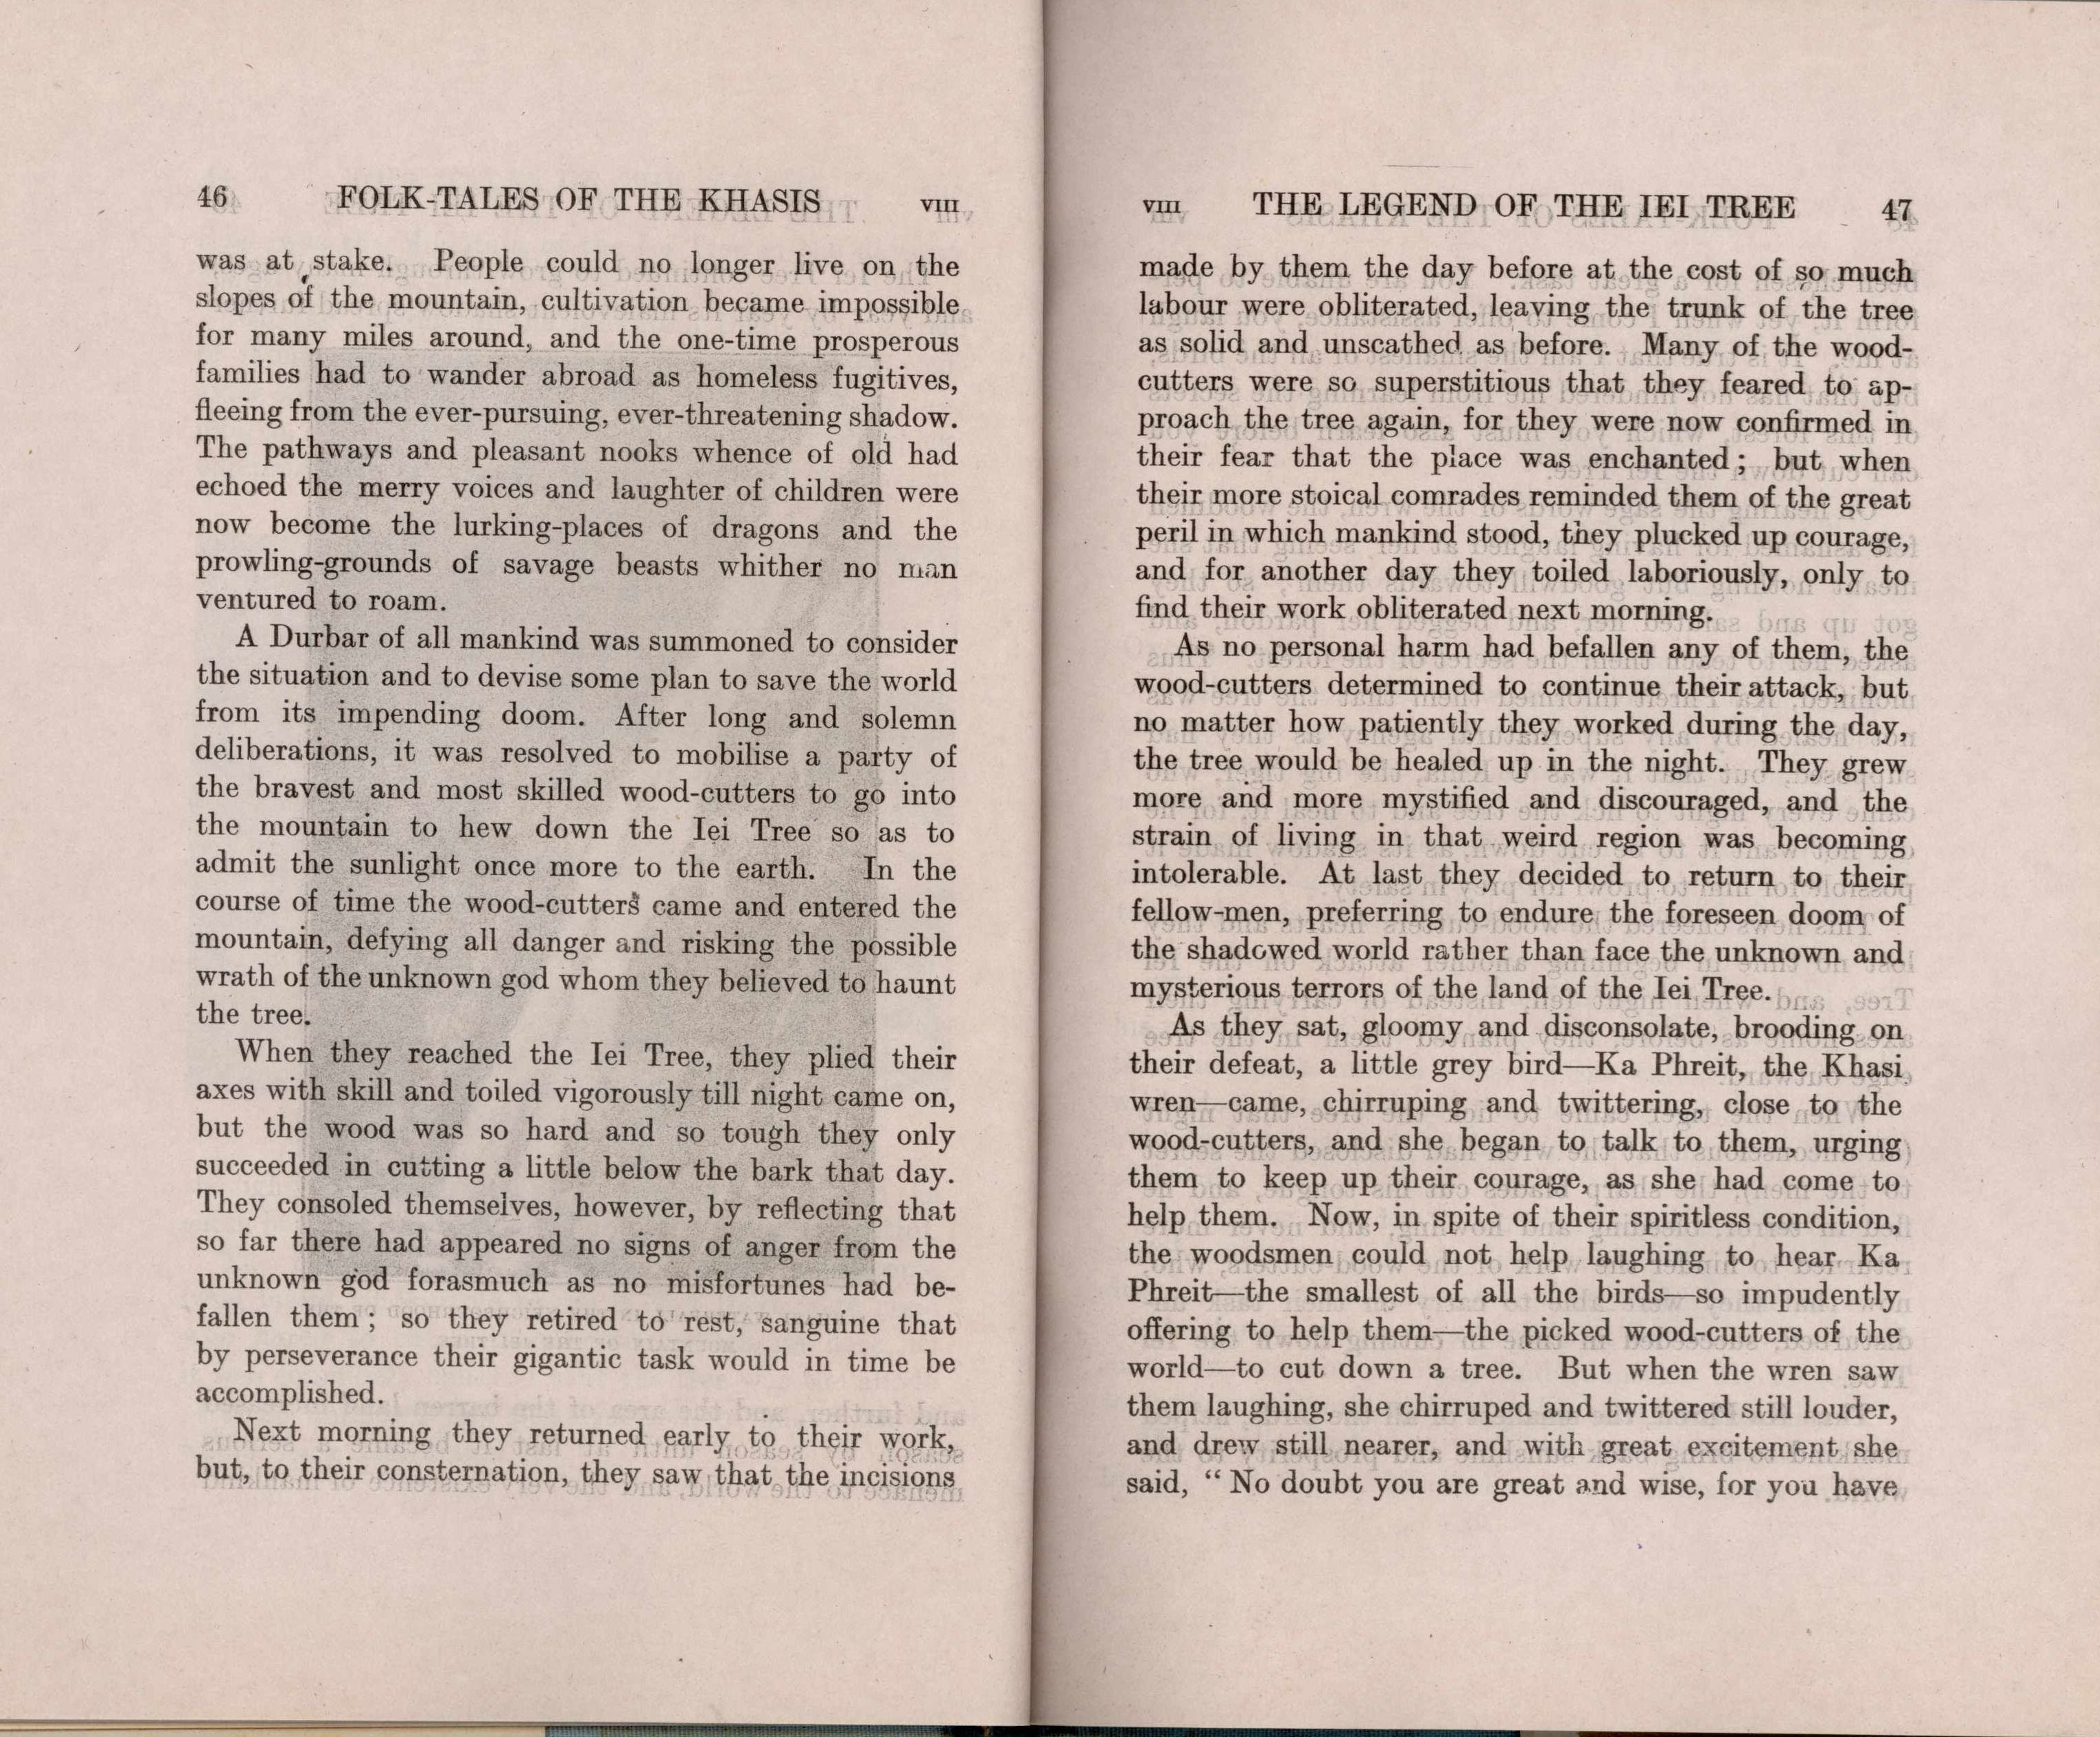 46 FOLK-TALES OF THE KHASIS VIII
was at stake. People could no longer live on the
slopes of the mountain, cultivation became impossible
for many miles around, and the one-time prosperous
families had to wander abroad as homeless fugitives,
fleeing from the ever-pursuing, ever-threatening shadow.
The pathways and pleasant nooks whence of old had
echoed the merry voices and laughter of children were
now become the lurking-places of dragons and the
prowling-grounds of savage beasts whither no man
ventured to roam.
A Durbar of all mankind was summoned to consider
the situation and to devise some plan to save the world
from its impending doom. After long and solemn
deliberations, it was resolved to mobilise a party of
the bravest and most skilled wood-cutters to go into
the mountain to hew down the Iei Tree so as to
admit the sunlight once more to the earth. In the
course of time the wood-cutters came and entered the
mountain, defying all danger and risking the possible
wrath of the unknown god whom they believed to haunt
the tree.
When they reached the Iei Tree, they plied their
axes with skill and toiled vigorously till night came on,
but the wood was so hard and so tough they only
succeeded in cutting a little below the bark that day.
They consoled themselves, however, by reflecting that
so far there had appeared no signs of anger from the
unknown god forasmuch as no misfortunes had be-
fallen them; so they retired to rest, sanguine that
by perseverance their gigantic task would in time be
accomplished.
Next morning they returned early to their work,
but, to their consternation, they saw that the incisions
VIII THE LEGEND OF THE IEI TREE 47
made by them the day before at the cost of so much
labour were obliterated, leaving the trunk of the tree
as solid and unscathed as before. Many of the wood-
cutters were so superstitious that they feared to ap-
proach the tree again, for they were now confirmed in
their fear that the place was enchanted; but when
their more stoical comrades reminded them of the great
peril in which mankind stood, they plucked up courage,
and for another day they toiled laboriously, only to
find their work obliterated next morning.
As no personal harm had befallen any of them, the
wood-cutters determined to continue their attack, but
no matter how patiently they worked during the day,
the tree would be healed up in the night. They grew
more and more mystified and discouraged, and the
strain of living in that weird region was becoming
intolerable. At last they decided to return to their
fellow-men, preferring to endure the foreseen doom of
the shadowed world rather than face the unknown and
mysterious terrors of the land of the Iei Tree.
As they sat, gloomy and disconsolate, brooding on
their defeat, a little grey bird—Ka Phreit, the Khasi
wren—came, chirruping and twittering, close to the
wood-cutters, and she began to talk to them, urging
them to keep up their courage, as she had come to
help them. Now, in spite of their spiritless condition,
the woodsmen could not help laughing to hear Ka
Phreit—the smallest of all the birds—so impudently
offering to help them—the picked wood-cutters of the
world—to cut down a tree. But when the wren saw
them laughing, she chirruped and twittered still louder,
and drew still nearer, and with great excitement she
said, “No doubt you are great and wise, for you have